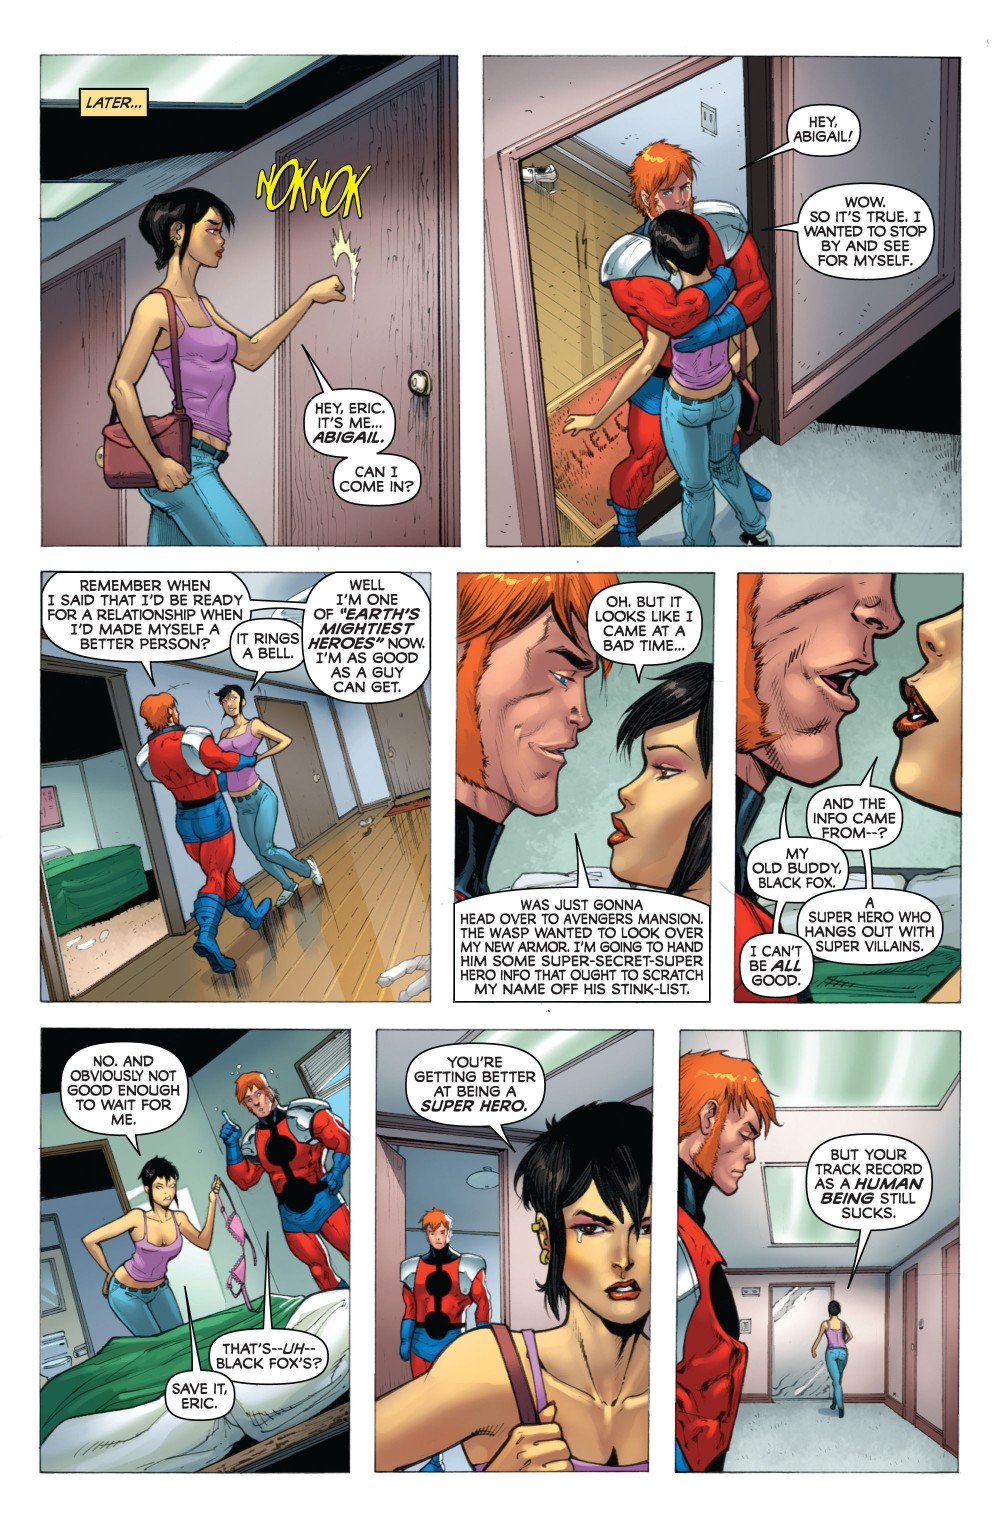 LATER...
NOK NOK
HEY, ERIC.
IT'S ME...
ABIGAIL.
CAN I
COME IN?
HEY,
ABIGAIL!
WOW.
SO IT'S TRUE. I
WANTED TO STOP
BY AND SEE
FOR MYSELF.
WELC
REMEMBER WHEN
I SAID THAT I'D BE READY
FOR A RELATIONSHIP WHEN
I'D MADE MYSELF A
BETTER PERSON?
IT RINGS
A BELL.
WELL
I'M ONE
OF "EARTH'S
MIGHTIEST
HEROES" NOW.
I'M AS GOOD
AS A GUY
CAN GET.
OH. BUT IT
LOOKS LIKE I
CAME AT A
BAD TIME...
WAS JUST GONNA
HEAD OVER TO AVENGERS MANSION.
THE WASP WANTED TO LOOK OVER
MY NEW ARMOR. I'M GOING TO HAND
HIM SOME SUPER-SECRET-SUPER
HERO INFO THAT OUGHT TO SCRATCH
MY NAME OFF HIS STINK-LIST.
AND THE
INFO CAME
FROM--?
MY
OLD BUDDY,
BLACK FOX.
A
SUPER HERO WHO
HANGS OUT WITH
SUPER VILLAINS.
I CAN'T
BE ALL
GOOD.
NO. AND
OBVIOUSLY NOT
GOOD ENOUGH
TO WAIT FOR
ME.
THAT'S--UH--
BLACK FOX'S?
SAVE IT,
ERIC.
YOU'RE
GETTING BETTER
AT BEING A
SUPER HERO.
BUT YOUR
TRACK RECORD
AS A HUMAN
BEING STILL
SUCKS.